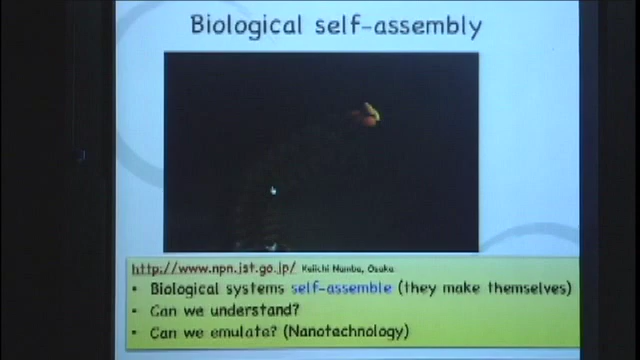 Biological self-assembly
http://www.npn.jst.go.jp/ Keiichi Namba, Osaka
• Biological systems self-assemble (they make themselves)
• Can we understand?
• Can we emulate? (Nanotechnology)